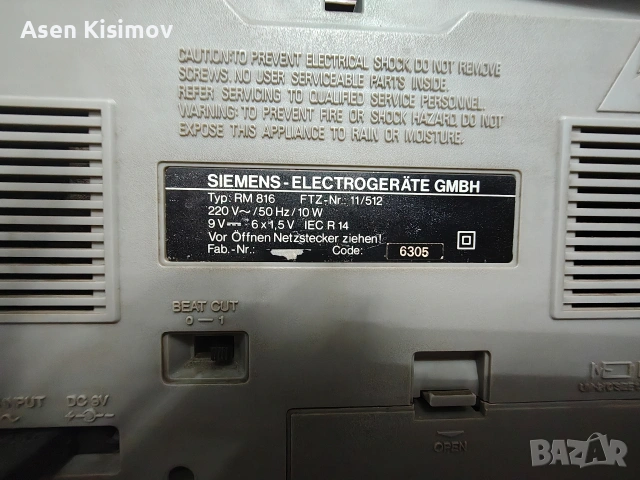 Asen Kisimov
CAUTION:TO PREVENT ELECTRICAL SHOCK, DO NOT REMOVE
SCREWS. NO USER SERVICEABLE PARTS INSIDE.
REFER SERVICING TO QUALIFIED SERVICE PERSONNEL.
WARNING: TO PREVENT FIRE OR SHOCK HAZARD, DO NOT
EXPOSE THIS APPLIANCE TO RAIN OR MOISTURE.
SIEMENS-ELECTROGERÄTE GMBH
Typ: RM 816 FTZ-Nr.: 11/512
220 V~/50 Hz/10 W
9 V⎓ 6x1,5 V IEC R 14
Vor Öffnen Netzstecker ziehen!
Fab.-Nr.: Code: 6305
BEAT CUT
0 — 1
INPUT DC 9V
OPEN
BAZAR